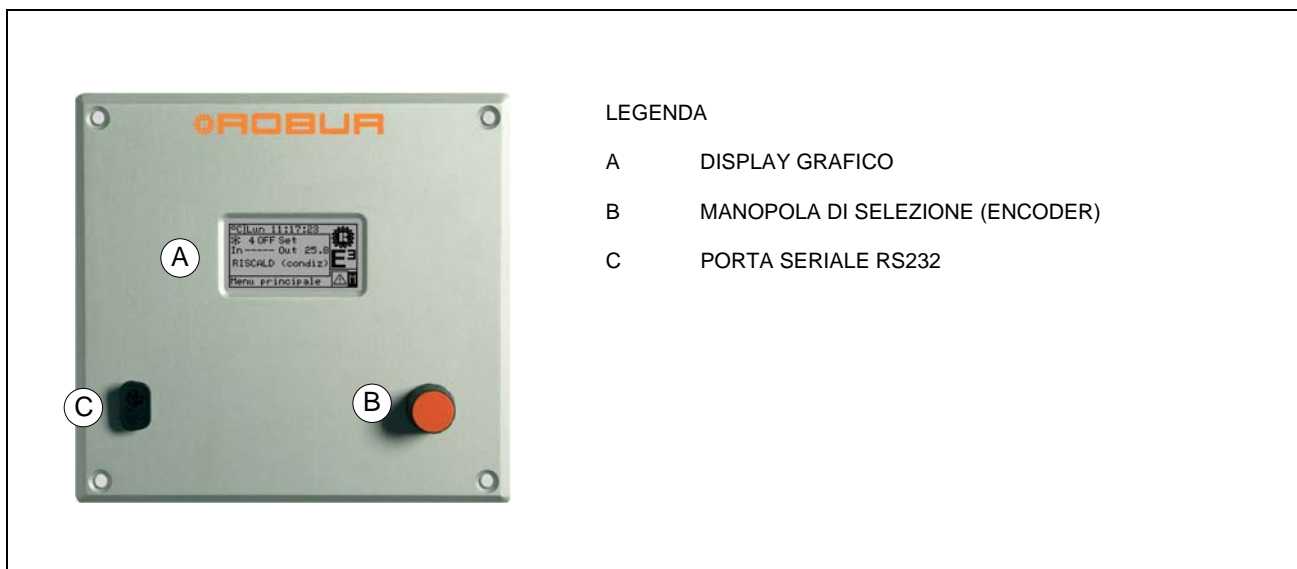 ROBUR
°C|Lun 11:17:23
4 OFF Set
In ----- Out 25.8
E³
RISCALD (condiz)
Menu principale
M
A
B
C
LEGENDA
A DISPLAY GRAFICO
B MANOPOLA DI SELEZIONE (ENCODER)
C PORTA SERIALE RS232